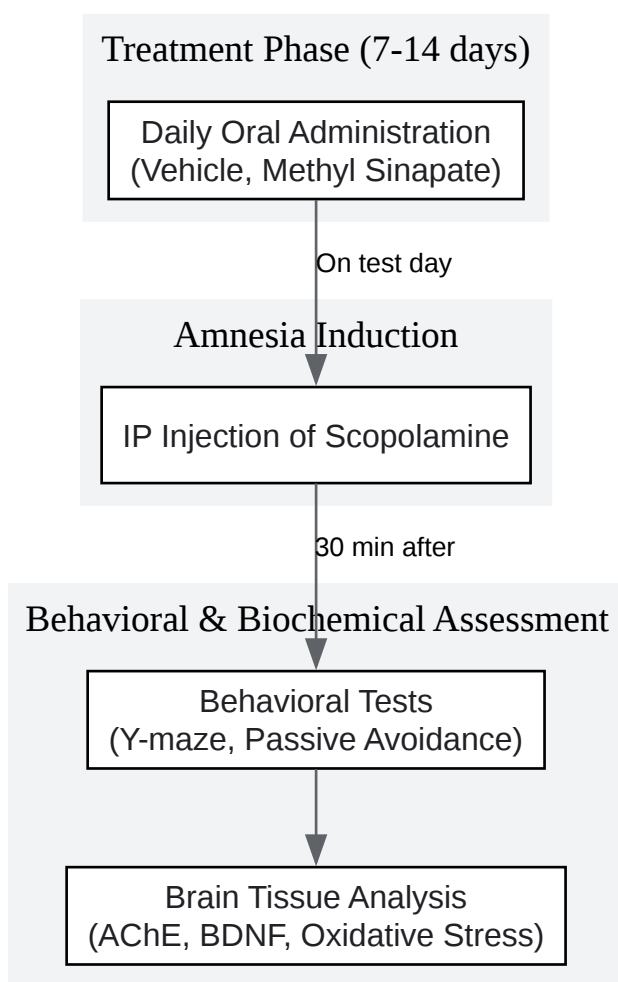 Treatment Phase (7-14 days)
Daily Oral Administration
(Vehicle, Methyl Sinapate)
On test day
Amnesia Induction
IP Injection of Scopolamine
30 min after
Behavioral & Biochemical Assessment
Behavioral Tests
(Y-maze, Passive Avoidance)
Brain Tissue Analysis
(AChE, BDNF, Oxidative Stress)